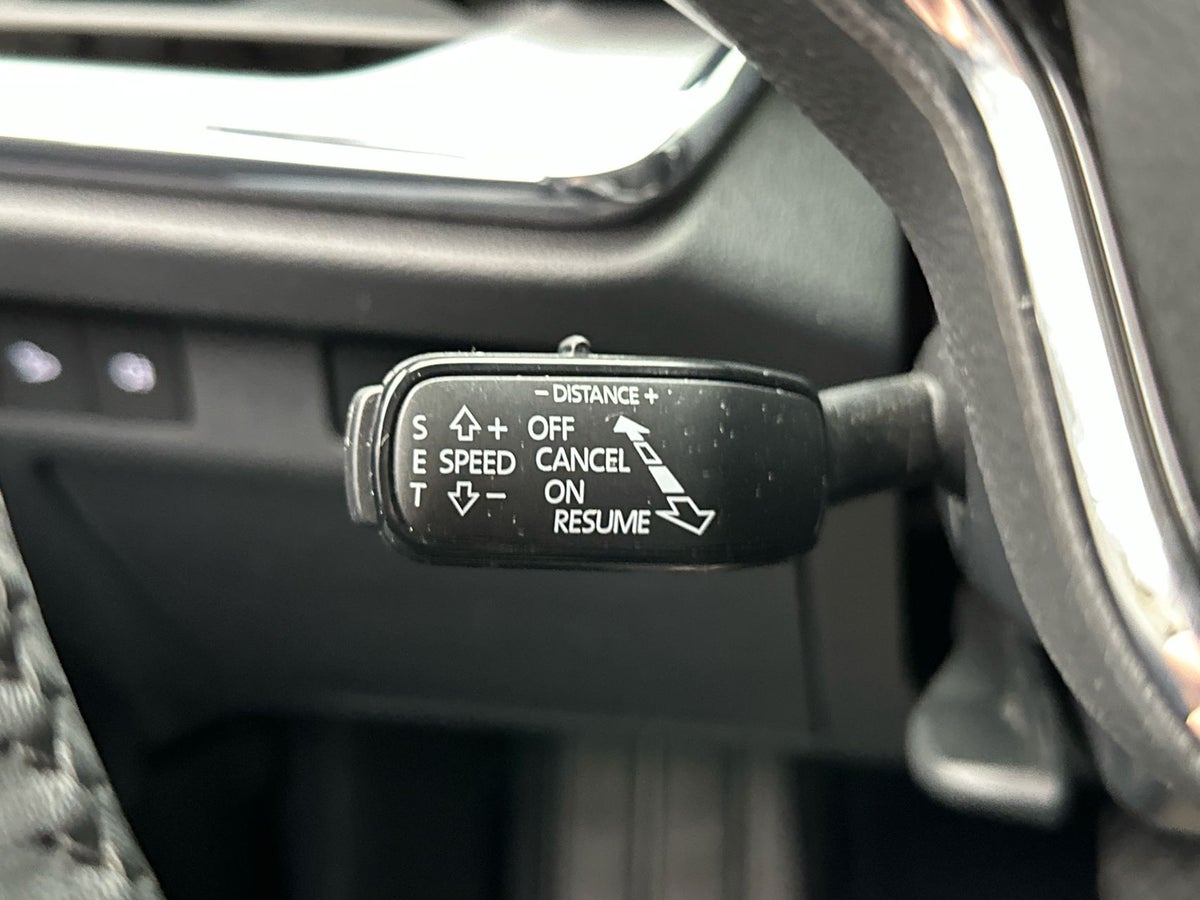 - DISTANCE +
S + OFF
E SPEED CANCEL
T - ON
RESUME